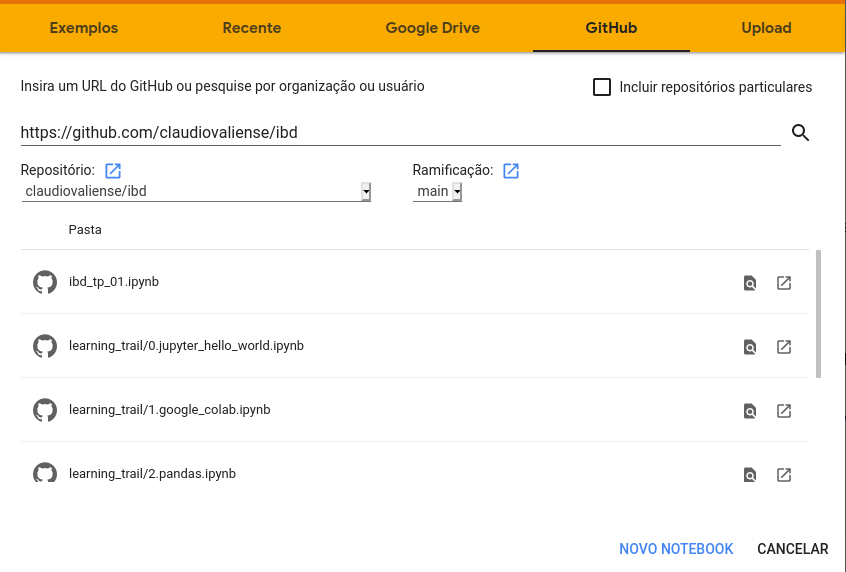 Exemplos Recente Google Drive GitHub Upload
Insira um URL do GitHub ou pesquise por organização ou usuário Incluir repositórios particulares
https://github.com/claudiovaliense/ibd
Repositório: Ramificação:
claudiovaliense/ibd main
Pasta
ibd_tp_01.ipynb
learning_trail/0.jupyter_hello_world.ipynb
learning_trail/1.google_colab.ipynb
learning_trail/2.pandas.ipynb
NOVO NOTEBOOK CANCELAR